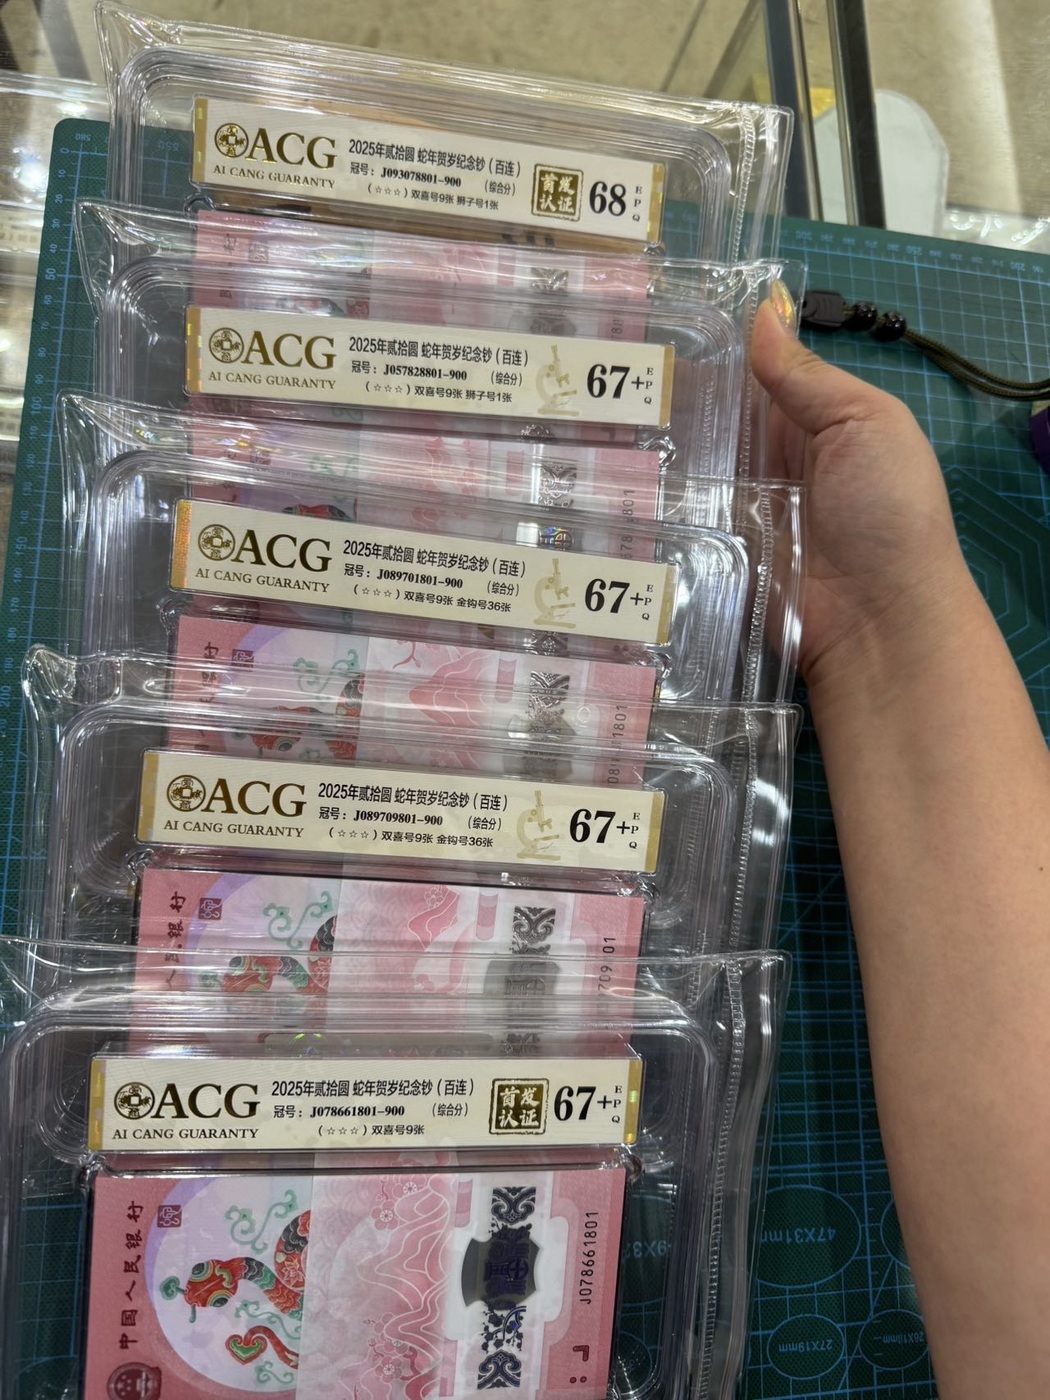 ACG
AI CANG GUARANTY
2025年贰拾圆 蛇年贺岁纪念钞（百连）
冠号：J093078801-900 （综合分）
（☆☆☆）双喜号9张 狮子号1张
首发认证
68
EPQ
ACG
AI CANG GUARANTY
2025年贰拾圆 蛇年贺岁纪念钞（百连）
冠号：J057828801-900 （综合分）
（☆☆☆）双喜号9张 狮子号1张
67+
EPQ
ACG
AI CANG GUARANTY
2025年贰拾圆 蛇年贺岁纪念钞（百连）
冠号：J089701801-900 （综合分）
（☆☆☆）双喜号9张 金钩号36张
67+
EPQ
1801
ACG
AI CANG GUARANTY
2025年贰拾圆 蛇年贺岁纪念钞（百连）
冠号：J089709801-900 （综合分）
（☆☆☆）双喜号9张 金钩号36张
67+
EPQ
人民银行
ACG
AI CANG GUARANTY
2025年贰拾圆 蛇年贺岁纪念钞（百连）
冠号：J078661801-900 （综合分）
（☆☆☆）双喜号9张
首发认证
67+
EPQ
中国人民银行
J078661801
47X31mm
27X19mm